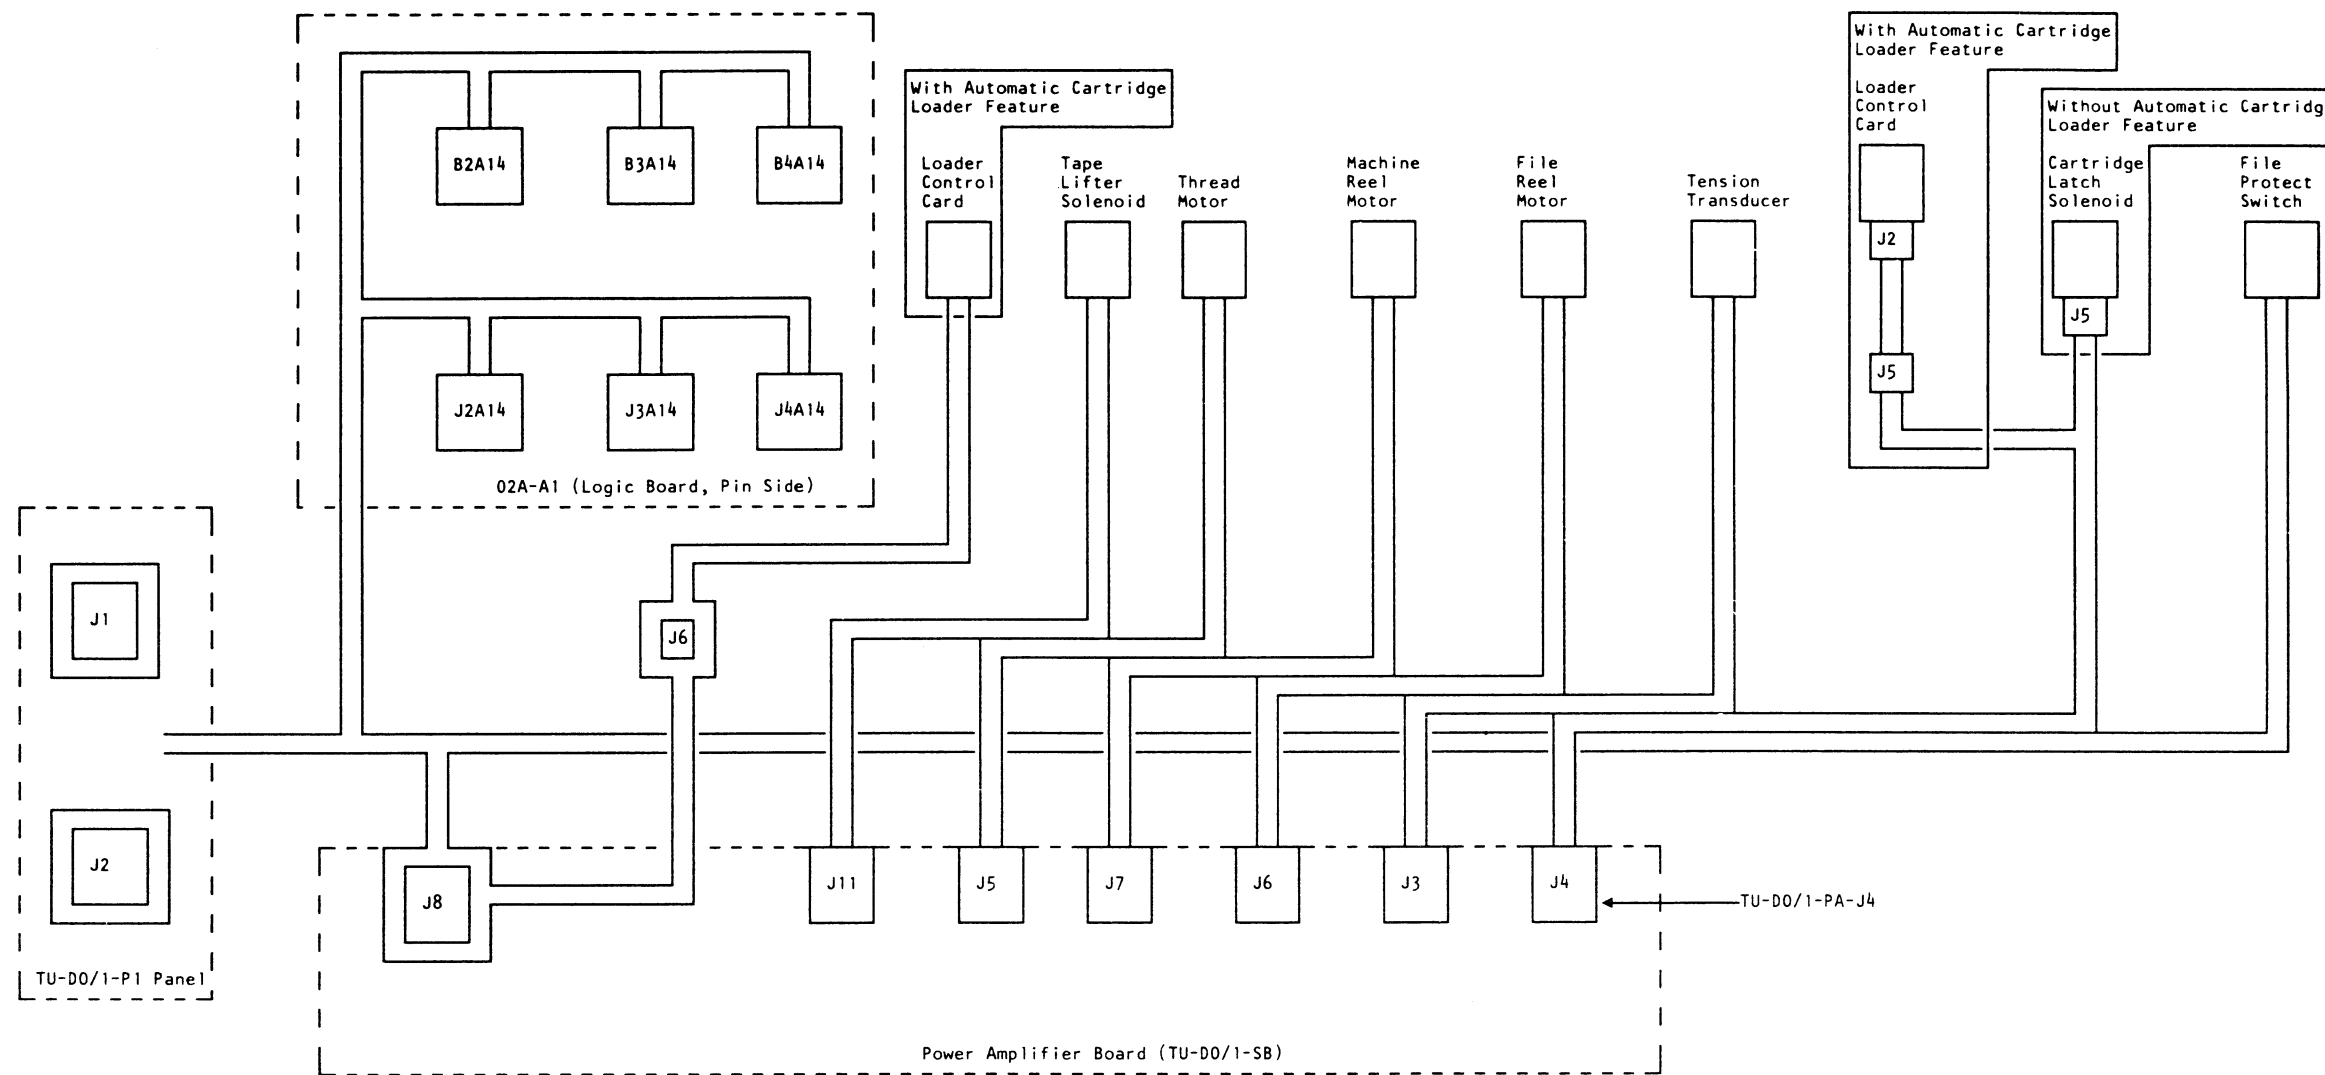 With Automatic Cartridge
Loader Feature
Loader
Control
Card
With Automatic Cartridge
Loader Feature
Without Automatic Cartridg
Loader Feature
B2A14
B3A14
B4A14
Loader
Control
Card
Tape
Lifter
Solenoid
Thread
Motor
Machine
Reel
Motor
File
Reel
Motor
Tension
Transducer
Cartridge
Latch
Solenoid
File
Protect
Switch
J2
J5
J5
J2A14
J3A14
J4A14
02A-A1 (Logic Board, Pin Side)
J1
J6
J2
J8
J11
J5
J7
J6
J3
J4
TU-D0/1-PA-J4
TU-D0/1-P1 Panel
Power Amplifier Board (TU-D0/1-SB)